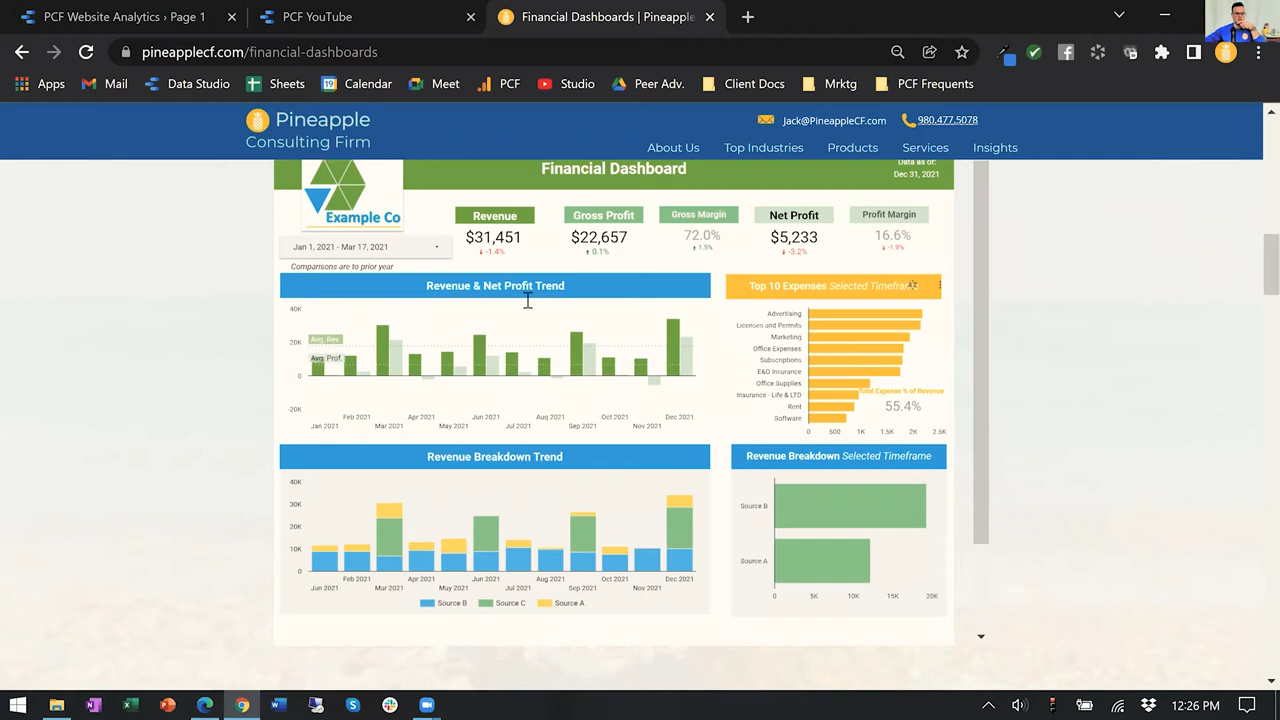 PCF Website Analytics › Page 1
PCF YouTube
Financial Dashboards | Pineapple
pineapplecf.com/financial-dashboards
Apps
Mail
Data Studio
Sheets
Calendar
Meet
PCF
Studio
Peer Adv.
Client Docs
Mrktg
PCF Frequents
Pineapple
Consulting Firm
Jack@PineappleCF.com
980.477.5078
About Us
Top Industries
Products
Services
Insights
Example Co
Financial Dashboard
Data as of:
Dec 31, 2021
Jan 1, 2021 - Mar 17, 2021
Comparisons are to prior year
Revenue
$31,451
-1.4%
Gross Profit
$22,657
0.1%
Gross Margin
72.0%
1.5%
Net Profit
$5,233
-3.2%
Profit Margin
16.6%
-1.9%
Revenue & Net Profit Trend
40K
20K
0
-20K
Avg. Rev.
Avg. Prof.
Jan 2021
Feb 2021
Mar 2021
Apr 2021
May 2021
Jun 2021
Jul 2021
Aug 2021
Sep 2021
Oct 2021
Nov 2021
Dec 2021
Top 10 Expenses Selected Timeframe
Advertising
Licenses and Permits
Marketing
Office Expenses
Subscriptions
E&O Insurance
Office Supplies
Insurance - Life & LTD
Rent
Software
Total Expense % of Revenue
55.4%
0 500 1K 1.5K 2K 2.5K
Revenue Breakdown Trend
40K
30K
20K
10K
0
Jan 2021
Feb 2021
Mar 2021
Apr 2021
May 2021
Jun 2021
Jul 2021
Aug 2021
Sep 2021
Oct 2021
Nov 2021
Dec 2021
Source B
Source C
Source A
Revenue Breakdown Selected Timeframe
Source B
Source A
0 5K 10K 15K 20K
12:26 PM